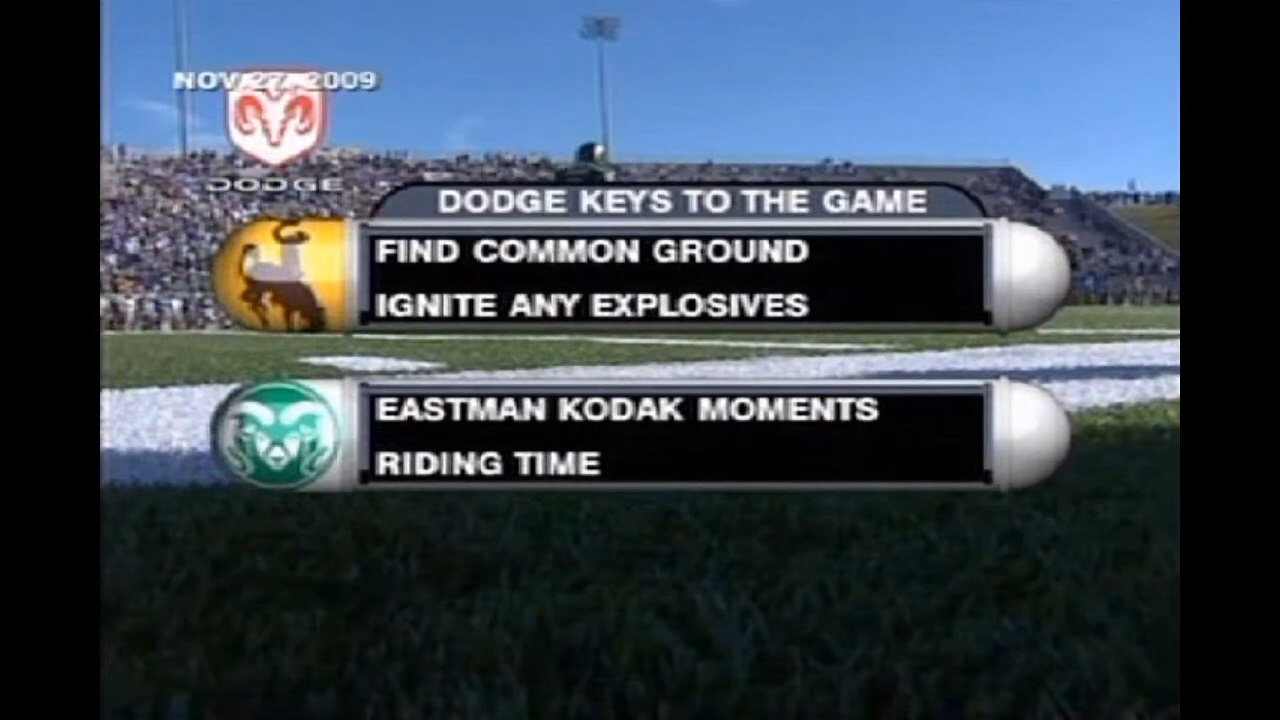 NOV 27, 2009
DODGE
DODGE KEYS TO THE GAME
FIND COMMON GROUND
IGNITE ANY EXPLOSIVES
EASTMAN KODAK MOMENTS
RIDING TIME